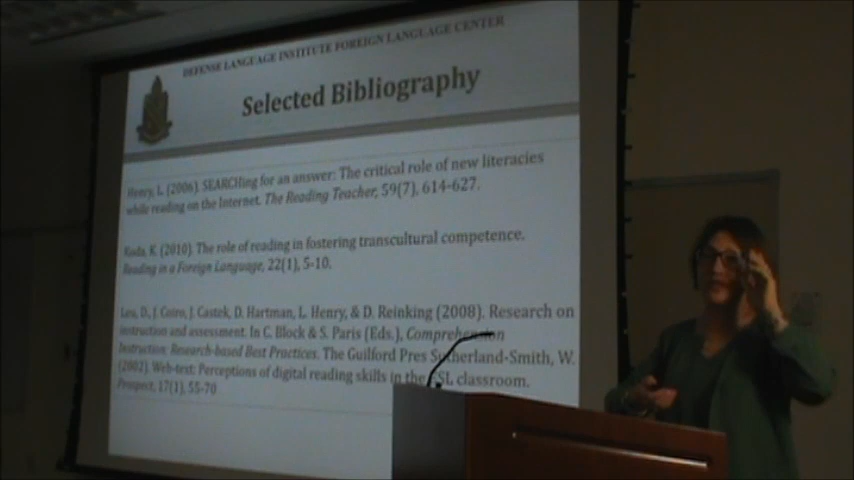 DEFENSE LANGUAGE INSTITUTE FOREIGN LANGUAGE CENTER
Selected Bibliography
Henry, L. (2006). SEARCHing for an answer: The critical role of new literacies
while reading on the Internet. The Reading Teacher, 59(7), 614-627.
Koda, K. (2010). The role of reading in fostering transcultural competence.
Reading in a Foreign Language, 22(1), 5-10.
Leu, D., J. Coiro, J. Castek, D. Hartman, L. Henry, & D. Reinking (2008). Research on
instruction and assessment. In C. Block & S. Paris (Eds.), Comprehension
Instruction: Research-based Best Practices. The Guilford Pres Sutherland-Smith, W.
(2002). Web-text: Perceptions of digital reading skills in the ESL classroom.
Prospect, 17(1), 55-70